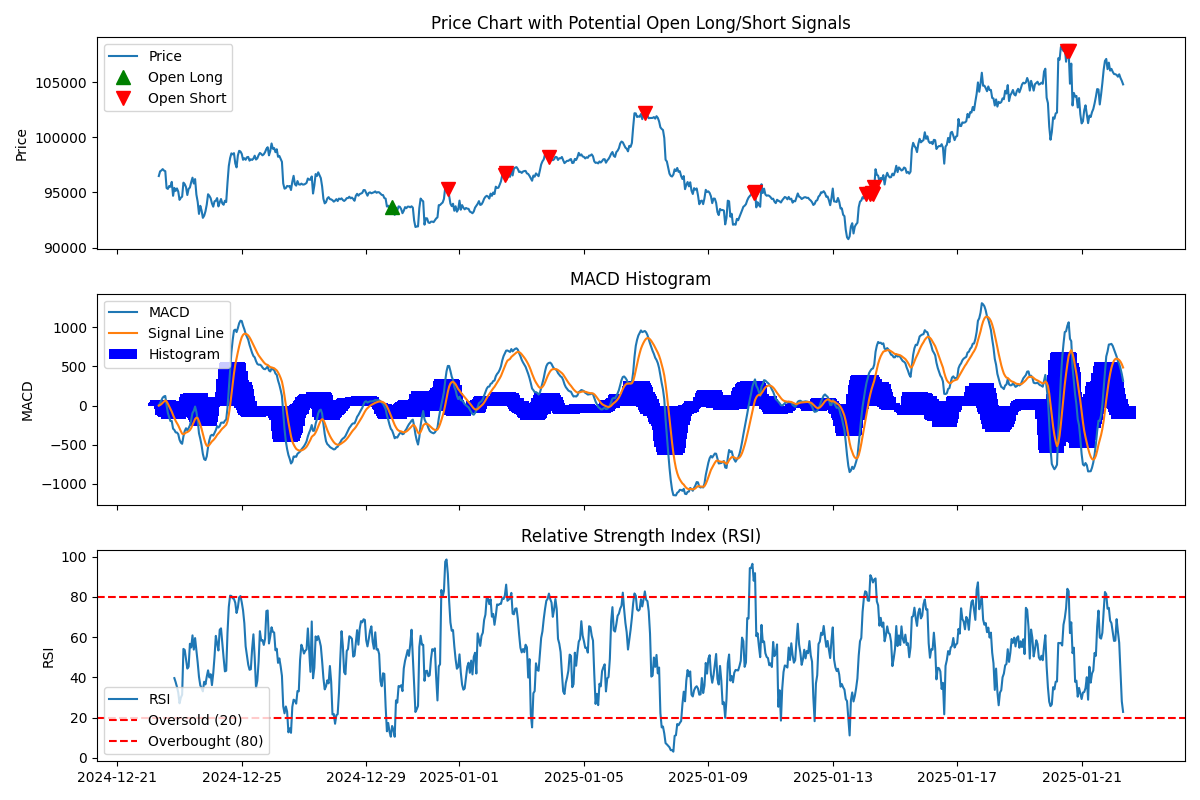 Price Chart with Potential Open Long/Short Signals
Price
Open Long
Open Short
Price
105000
100000
95000
90000
MACD Histogram
MACD
Signal Line
Histogram
MACD
1000
500
0
−500
−1000
Relative Strength Index (RSI)
RSI
100
80
60
40
20
0
RSI
Oversold (20)
Overbought (80)
2024-12-21
2024-12-25
2024-12-29
2025-01-01
2025-01-05
2025-01-09
2025-01-13
2025-01-17
2025-01-21